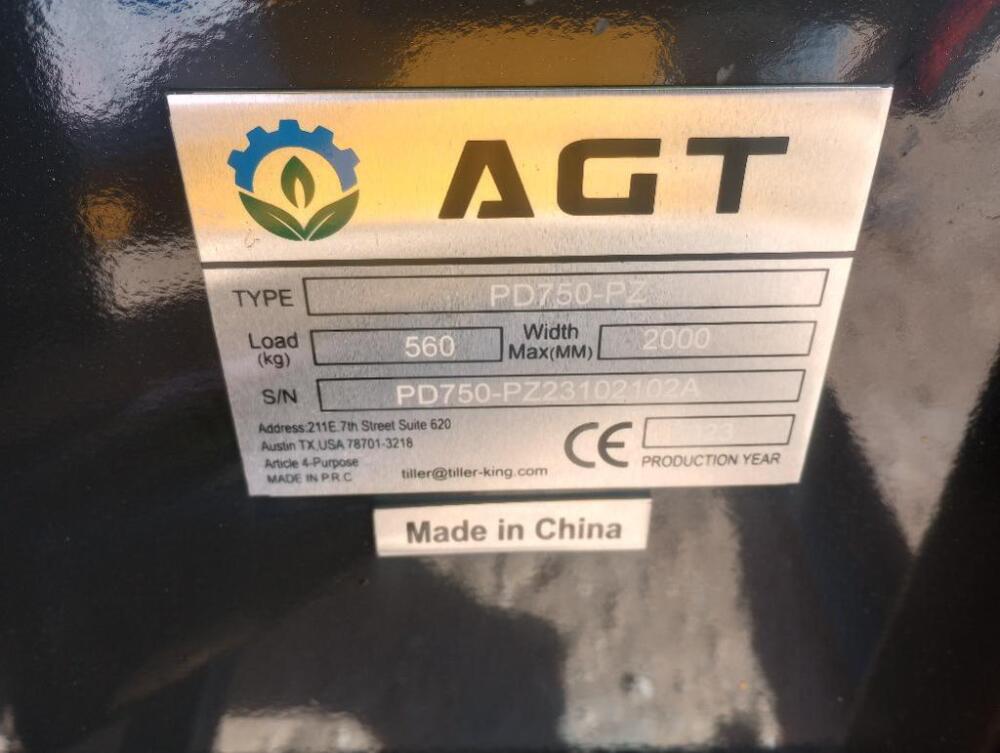 AGT
TYPE PD750-PZ
Load (kg) 560 Width Max(MM) 2000
S/N PD750-PZ23102102A
Address:211E.7th Street Suite 620
Austin TX,USA 78701-3218
Article 4-Purpose
MADE IN P.R.C
tiller@tiller-king.com
CE
PRODUCTION YEAR
Made in China